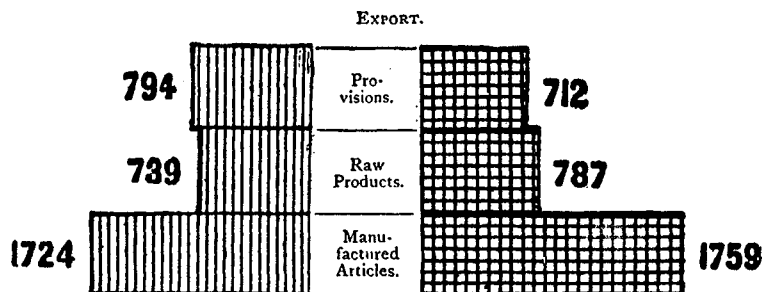 EXPORT.
794
Pro-
visions.
712
739
Raw
Products.
787
1724
Manu-
factured
Articles.
1759